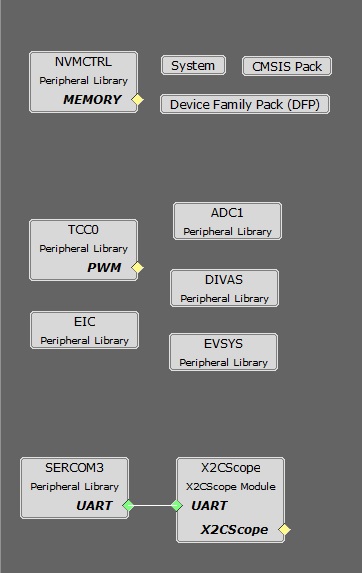 NVMCTRL
Peripheral Library
MEMORY
System
CMSIS Pack
Device Family Pack (DFP)
TCC0
Peripheral Library
PWM
ADC1
Peripheral Library
DIVAS
Peripheral Library
EIC
Peripheral Library
EVSYS
Peripheral Library
SERCOM3
Peripheral Library
UART
X2CScope
X2CScope Module
UART
X2CScope